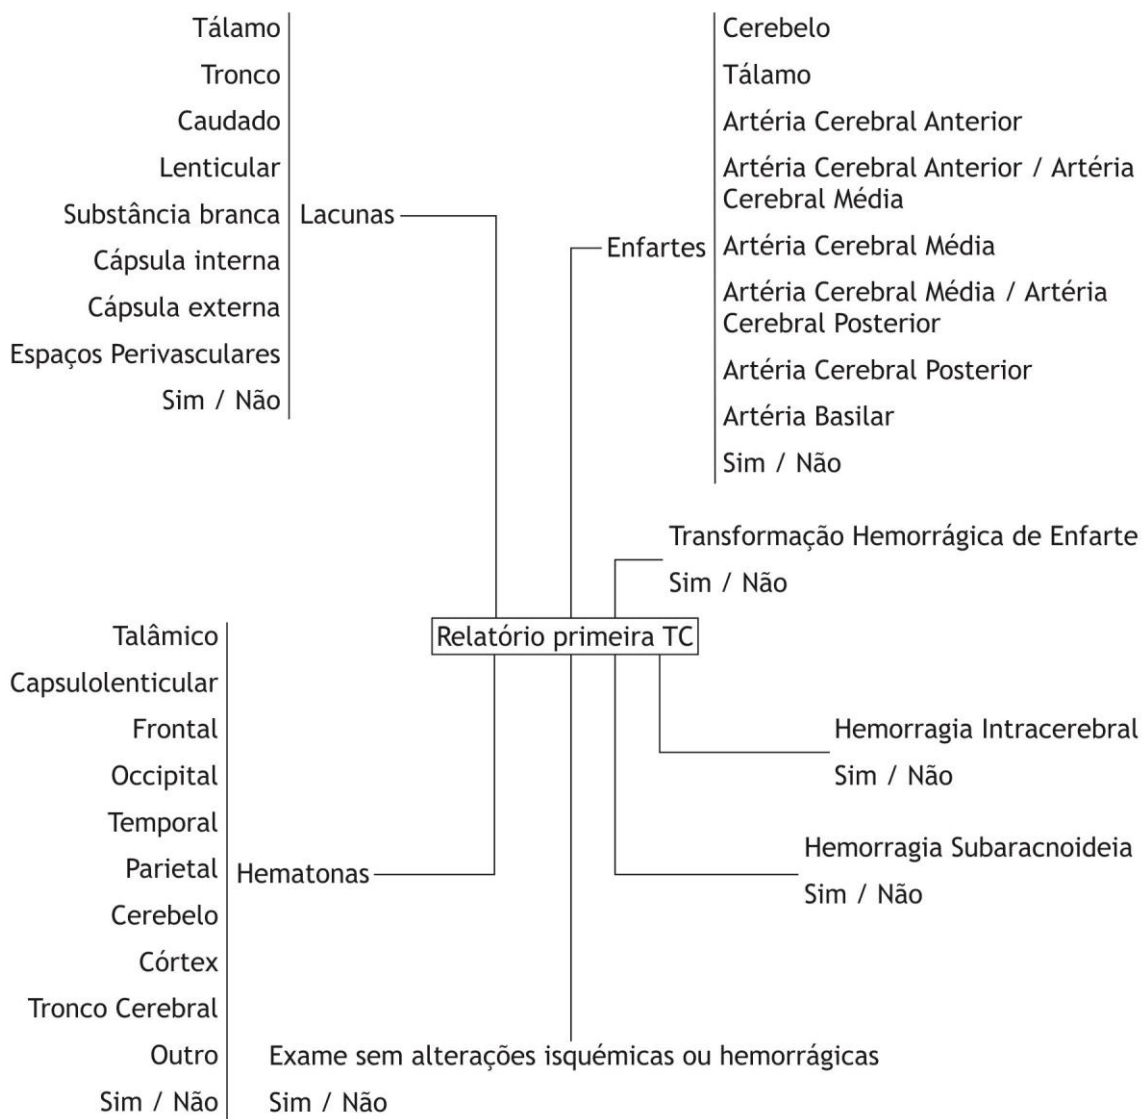 Tálamo
Tronco
Caudado
Lenticular
Substância branca
Cápsula interna
Cápsula externa
Espaços Perivasculares
Sim / Não
Lacunas
Enfartes
Cerebelo
Tálamo
Artéria Cerebral Anterior
Artéria Cerebral Anterior / Artéria
Cerebral Média
Artéria Cerebral Média
Artéria Cerebral Média / Artéria
Cerebral Posterior
Artéria Cerebral Posterior
Artéria Basilar
Sim / Não
Transformação Hemorrágica de Enfarte
Sim / Não
Relatório primeira TC
Talâmico
Capsulolenticular
Frontal
Occipital
Temporal
Parietal
Cerebelo
Córtex
Tronco Cerebral
Outro
Sim / Não
Hematonas
Hemorragia Intracerebral
Sim / Não
Hemorragia Subaracnoideia
Sim / Não
Exame sem alterações isquémicas ou hemorrágicas
Sim / Não